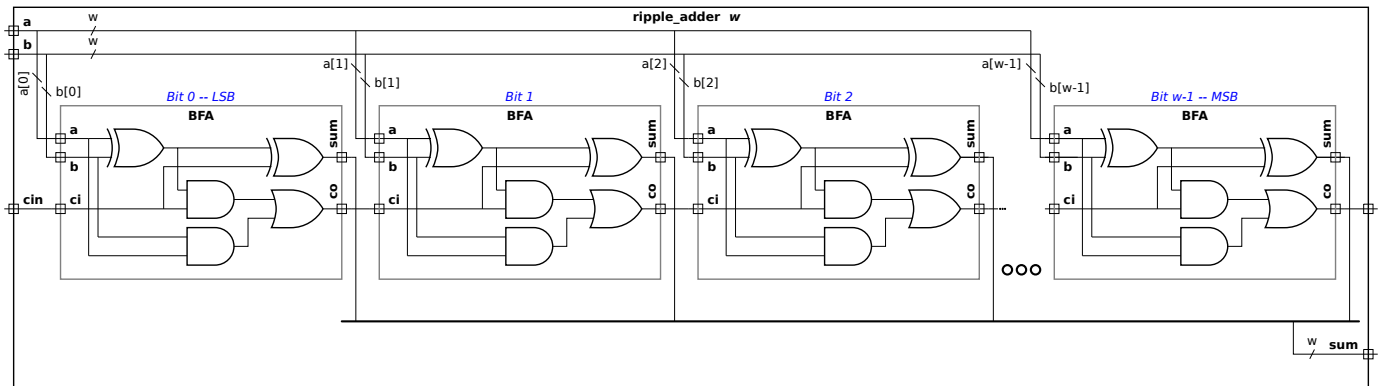 ripple_adder w
a
w
b
w
a[0]
b[0]
a[1]
b[1]
a[2]
b[2]
a[w-1]
b[w-1]
Bit 0 -- LSB
BFA
a
b
ci
sum
co
Bit 1
BFA
a
b
ci
sum
co
Bit 2
BFA
a
b
ci
sum
co
Bit w-1 -- MSB
BFA
a
b
ci
sum
co
cin
w
sum